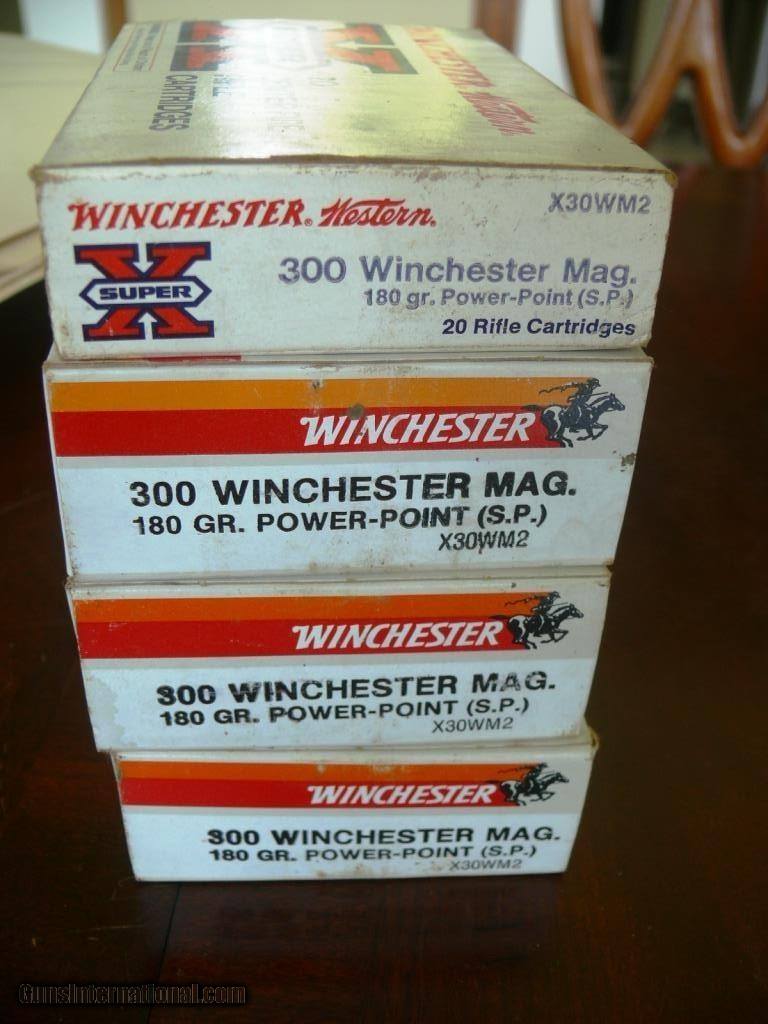 WINCHESTER Western
CARTRIDGES
WINCHESTER® Western.
X30WM2
X
SUPER
300 Winchester Mag.
180 gr. Power-Point (S.P.)
20 Rifle Cartridges
WINCHESTER
300 WINCHESTER MAG.
180 GR. POWER-POINT (S.P.)
X30WM2
WINCHESTER
300 WINCHESTER MAG.
180 GR. POWER-POINT (S.P.)
X30WM2
WINCHESTER
300 WINCHESTER MAG.
180 GR. POWER-POINT (S.P.)
X30WM2
GunsInternational.com